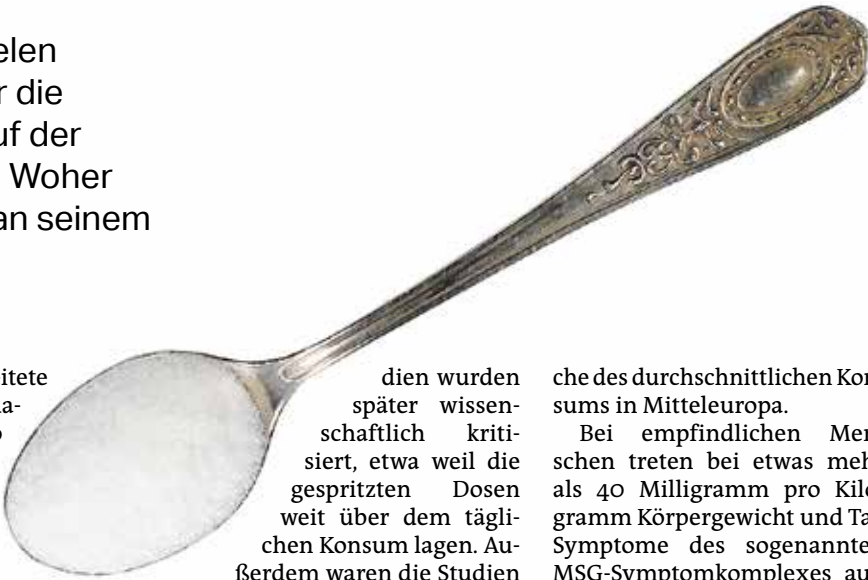 elen
r die
uf der
Woher
an seinem
itete
a-
dien wurden
später wissen-
schaftlich kriti-
siert, etwa weil die
gespritzten Dosen
weit über dem tägli-
chen Konsum lagen. Au-
ßerdem waren die Studien
che des durchschnittlichen Kon
sums in Mitteleuropa.
Bei empfindlichen Men
schen treten bei etwas meh
als 40 Milligramm pro Kilo
gramm Körpergewicht und Ta
Symptome des sogenannte
MSG-Symptomkomplexes au